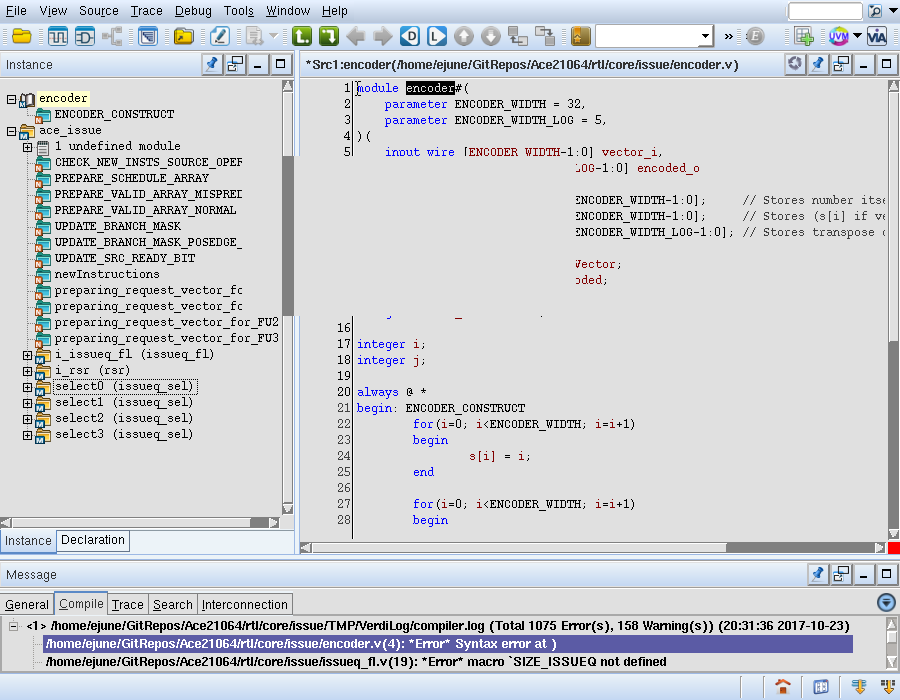 File View Source Trace Debug Tools Window Help
Instance
*Src1:encoder(/home/ejune/GitRepos/Ace21064/rtl/core/issue/encoder.v)
encoder
ENCODER_CONSTRUCT
ace_issue
1 undefined module
CHECK_NEW_INSTS_SOURCE_OPER
PREPARE_SCHEDULE_ARRAY
PREPARE_VALID_ARRAY_MISPRED
PREPARE_VALID_ARRAY_NORMAL
UPDATE_BRANCH_MASK
UPDATE_BRANCH_MASK_POSEDGE_
UPDATE_SRC_READY_BIT
newInstructions
preparing_request_vector_fo
preparing_request_vector_fo
preparing_request_vector_for_FU2
preparing_request_vector_for_FU3
i_issueq_fl (issueq_fl)
i_rsr (rsr)
select0 (issueq_sel)
select1 (issueq_sel)
select2 (issueq_sel)
select3 (issueq_sel)
Instance Declaration
1 module encoder#(
2 parameter ENCODER_WIDTH = 32,
3 parameter ENCODER_WIDTH_LOG = 5,
4 )(
5 input wire [ENCODER_WIDTH-1:0] vector_i,
LOG-1:0] encoded_o
ENCODER_WIDTH-1:0]; // Stores number itse
ENCODER_WIDTH-1:0]; // Stores (s[i] if ve
ENCODER_WIDTH_LOG-1:0]; // Stores transpose o
Vector;
oded;
16
17 integer i;
18 integer j;
19
20 always @ *
21 begin: ENCODER_CONSTRUCT
22 for(i=0; i<ENCODER_WIDTH; i=i+1)
23 begin
24 s[i] = i;
25 end
26
27 for(i=0; i<ENCODER_WIDTH; i=i+1)
28 begin
Message
General Compile Trace Search Interconnection
<1> /home/ejune/GitRepos/Ace21064/rtl/core/issue/TMP/VerdiLog/compiler.log (Total 1075 Error(s), 158 Warning(s)) (20:31:36 2017-10-23)
/home/ejune/GitRepos/Ace21064/rtl/core/issue/encoder.v(4): *Error* Syntax error at )
/home/ejune/GitRepos/Ace21064/rtl/core/issue/issueq_fl.v(19): *Error* macro `SIZE_ISSUEQ not defined